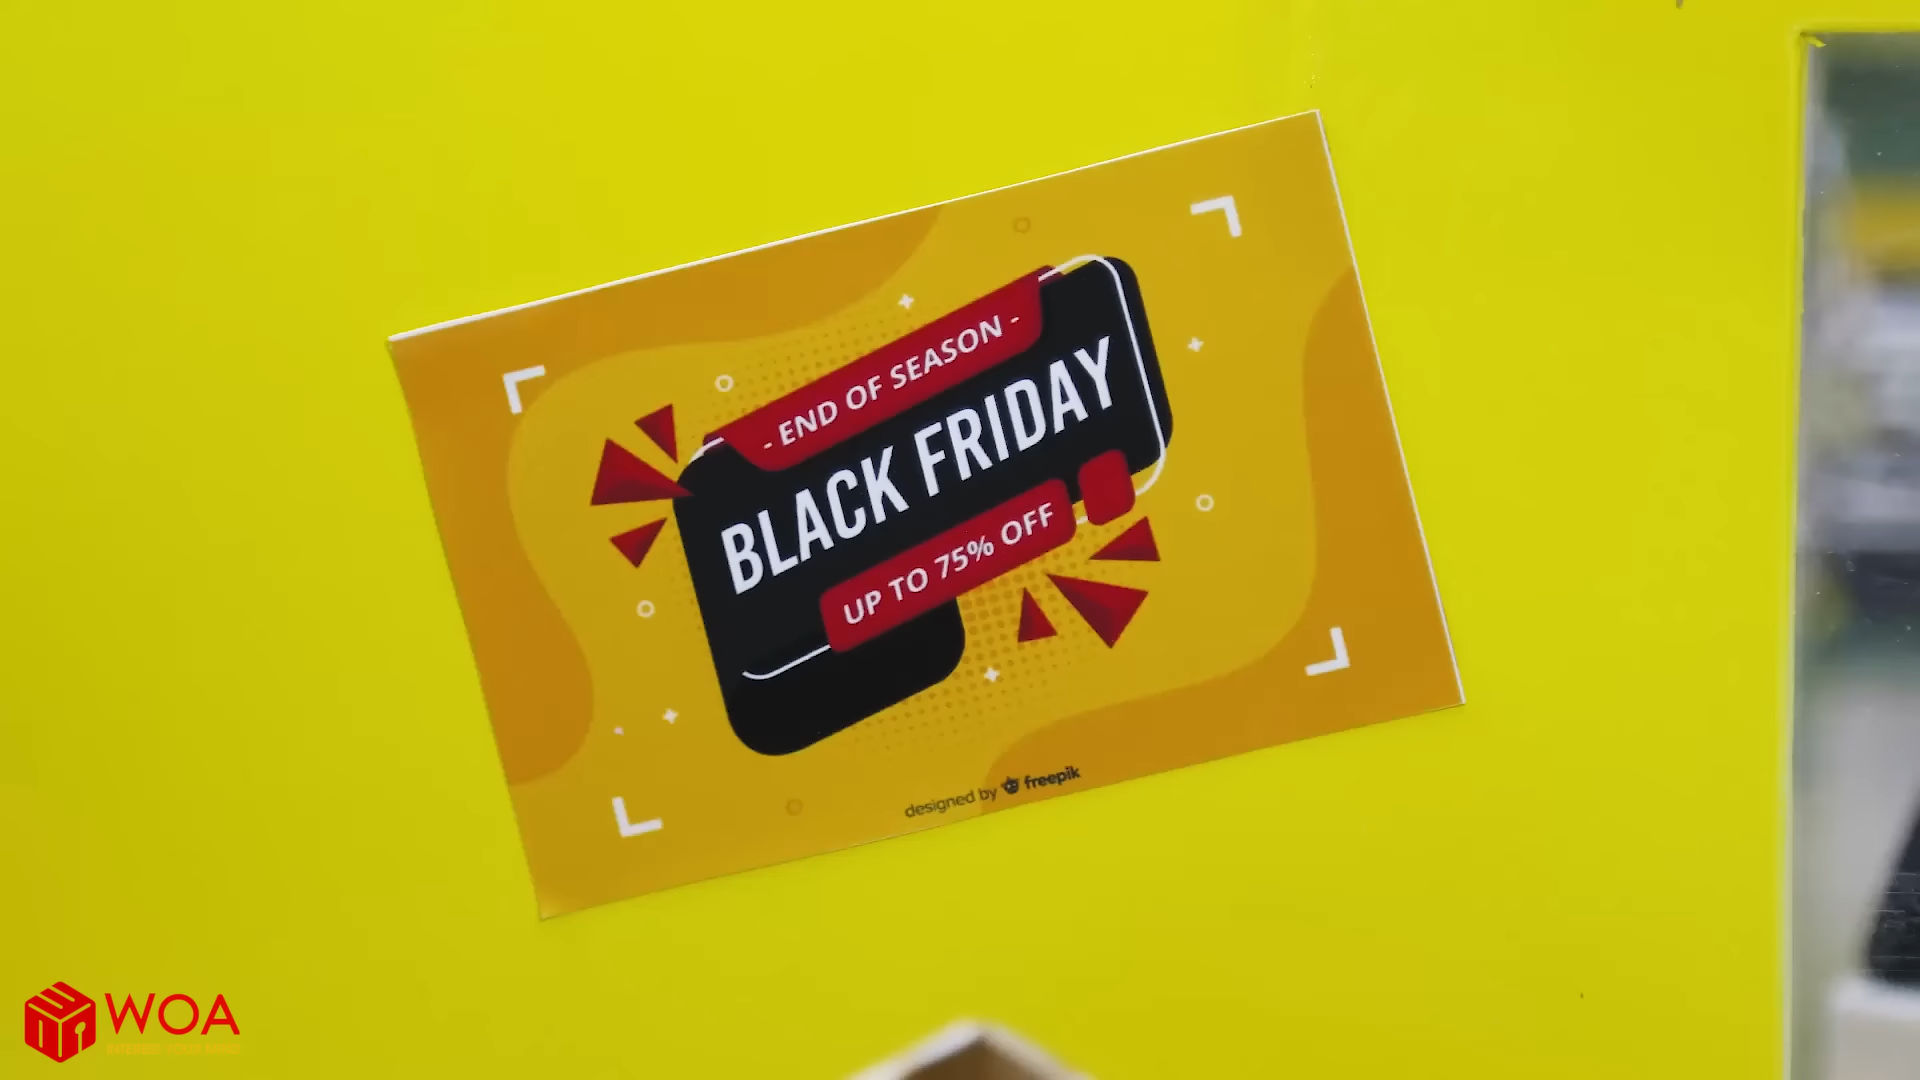 - END OF SEASON -
BLACK FRIDAY
UP TO 75% OFF
designed by freepik
WOA